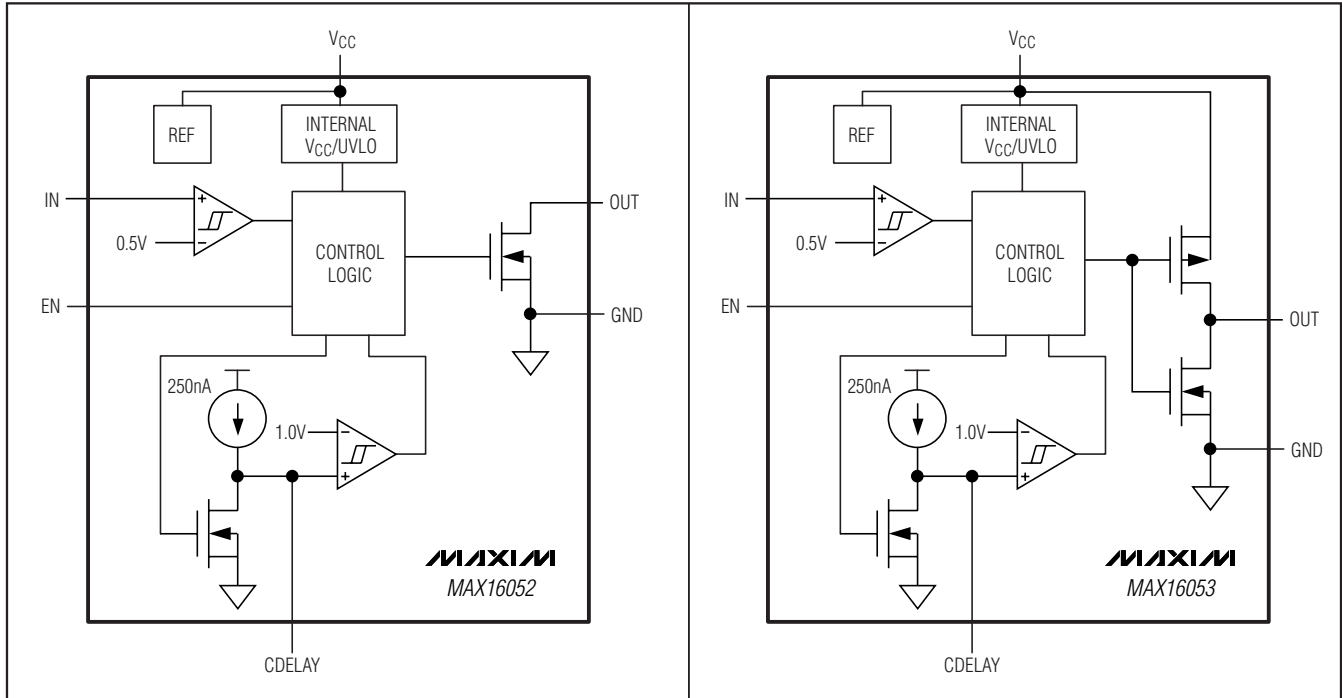 VCC
REF
INTERNAL
VCC/UVLO
IN
0.5V
CONTROL
LOGIC
OUT
EN
GND
250nA
1.0V
MAXIM
MAX16052
CDELAY
VCC
REF
INTERNAL
VCC/UVLO
IN
0.5V
CONTROL
LOGIC
EN
OUT
250nA
1.0V
GND
MAXIM
MAX16053
CDELAY